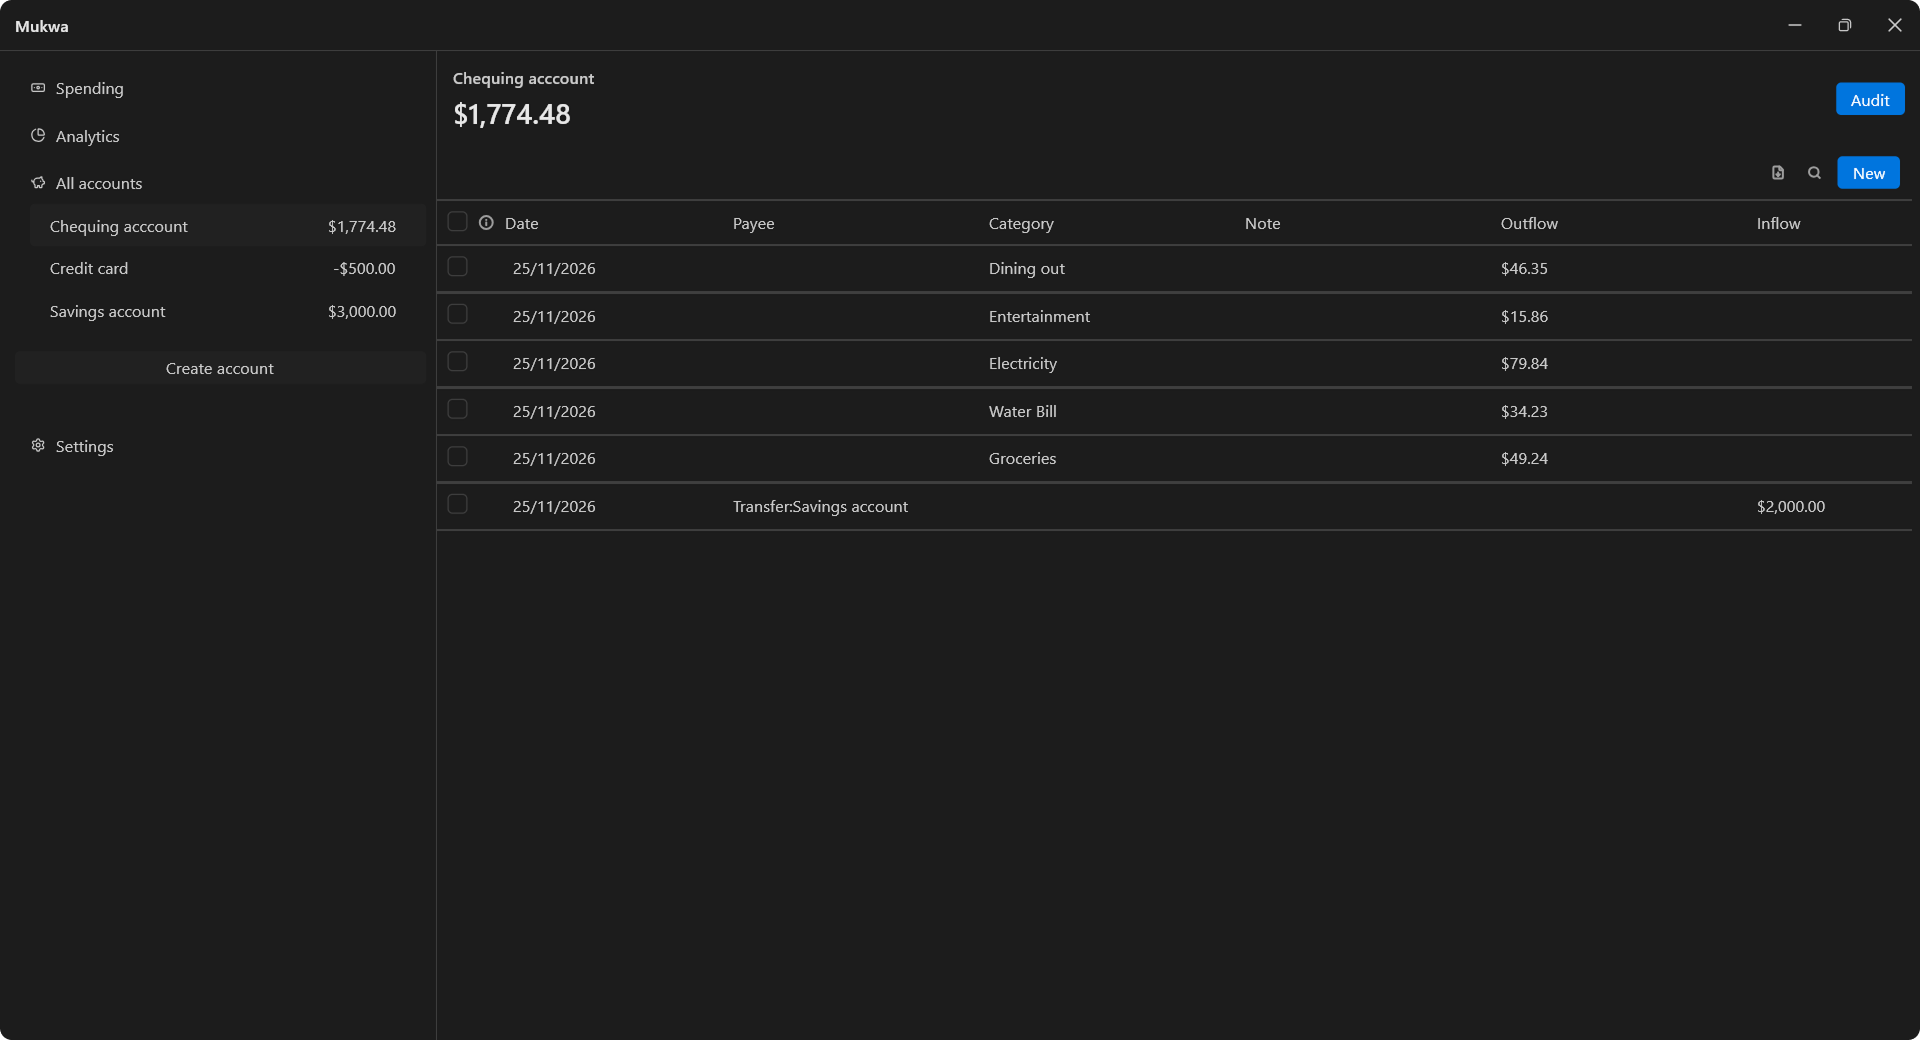 Mukwa
Spending
Analytics
All accounts
Chequing acccount $1,774.48
Credit card -$500.00
Savings account $3,000.00
Create account
Settings
Chequing acccount
$1,774.48
Audit
New
Date Payee Category Note Outflow Inflow
25/11/2026 Dining out $46.35
25/11/2026 Entertainment $15.86
25/11/2026 Electricity $79.84
25/11/2026 Water Bill $34.23
25/11/2026 Groceries $49.24
25/11/2026 Transfer:Savings account $2,000.00